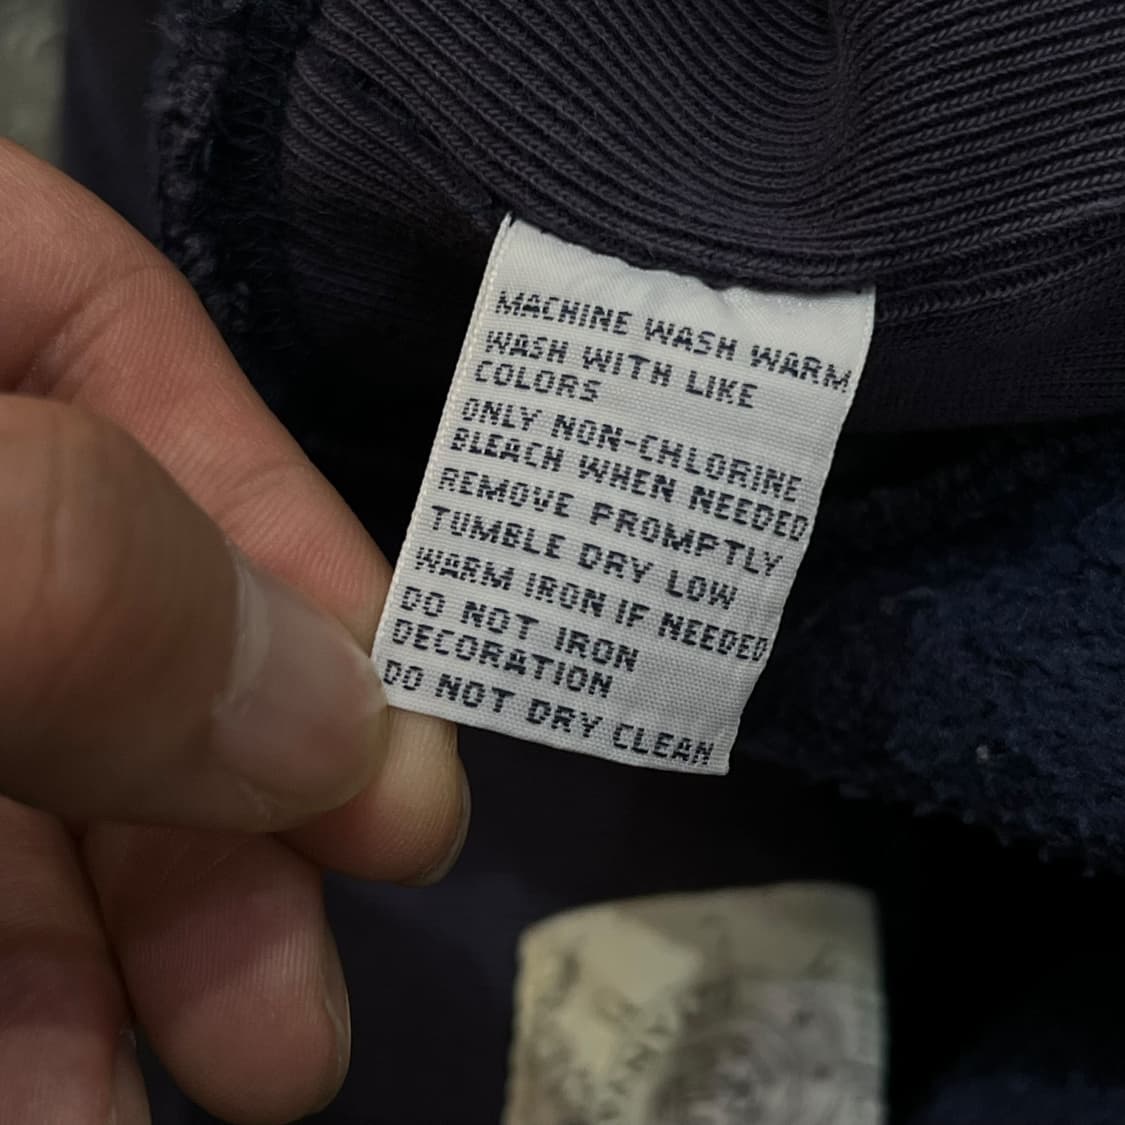 MACHINE WASH WARM
WASH WITH LIKE
COLORS
ONLY NON-CHLORINE
BLEACH WHEN NEEDED
REMOVE PROMPTLY
TUMBLE DRY LOW
WARM IRON IF NEEDED
DO NOT IRON
DECORATION
DO NOT DRY CLEAN